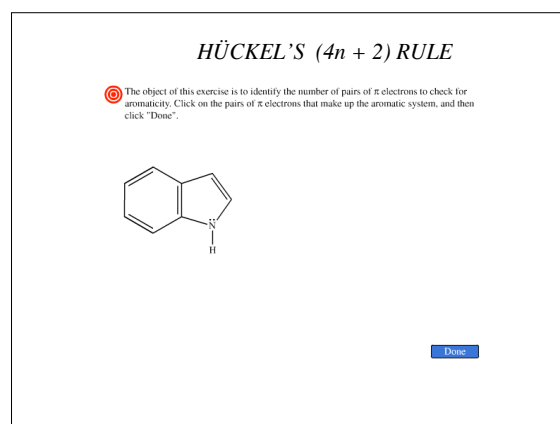 HÜCKEL'S (4n + 2) RULE
The object of this exercise is to identify the number of pairs of π electrons to check for
aromaticity. Click on the pairs of π electrons that make up the aromatic system, and then
click "Done".
N
H
Done